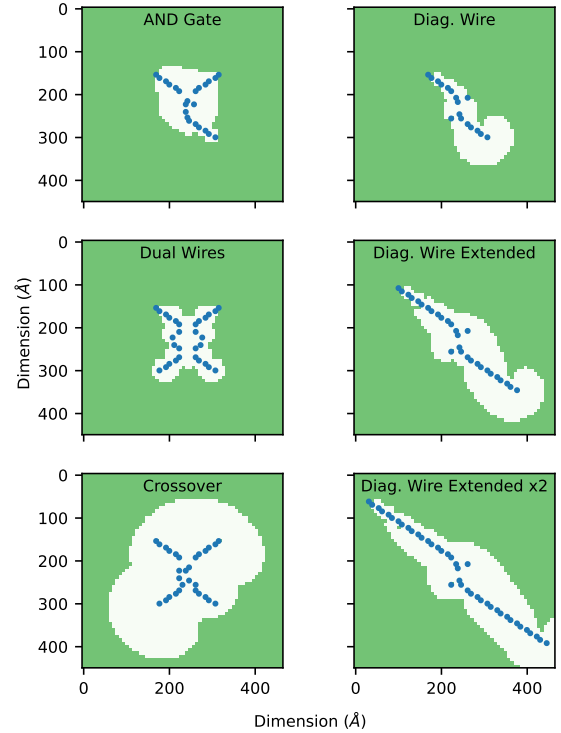 AND Gate
Diag. Wire
0
100
200
300
400
Dual Wires
Diag. Wire Extended
0
100
200
300
400
Dimension (Å)
Crossover
Diag. Wire Extended x2
0
100
200
300
400
0 200 400
0 200 400
Dimension (Å)